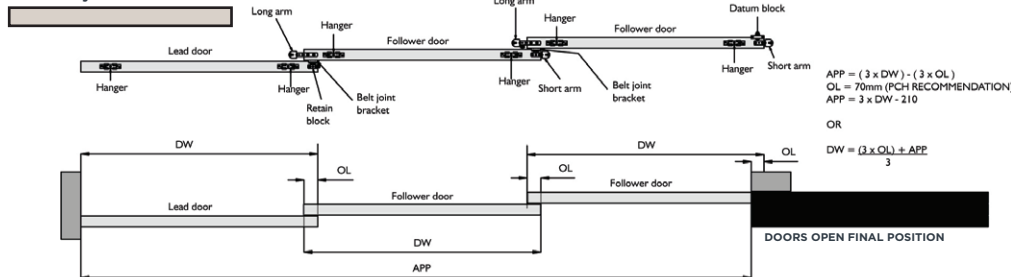 Long arm
Hanger
Follower door
Lead door
Hanger
Hanger
Retain
block
Belt joint
bracket
Long arm
Hanger
Follower door
Hanger
Short arm
Belt joint
bracket
Datum block
Hanger
Short arm
APP = ( 3 x DW ) - ( 3 x OL )
OL = 70mm (PCH RECOMMENDATION)
APP = 3 x DW - 210
OR
DW = (3 x OL) + APP
3
DW
OL
DW
OL
OL
Lead door
Follower door
Follower door
DW
APP
DOORS OPEN FINAL POSITION